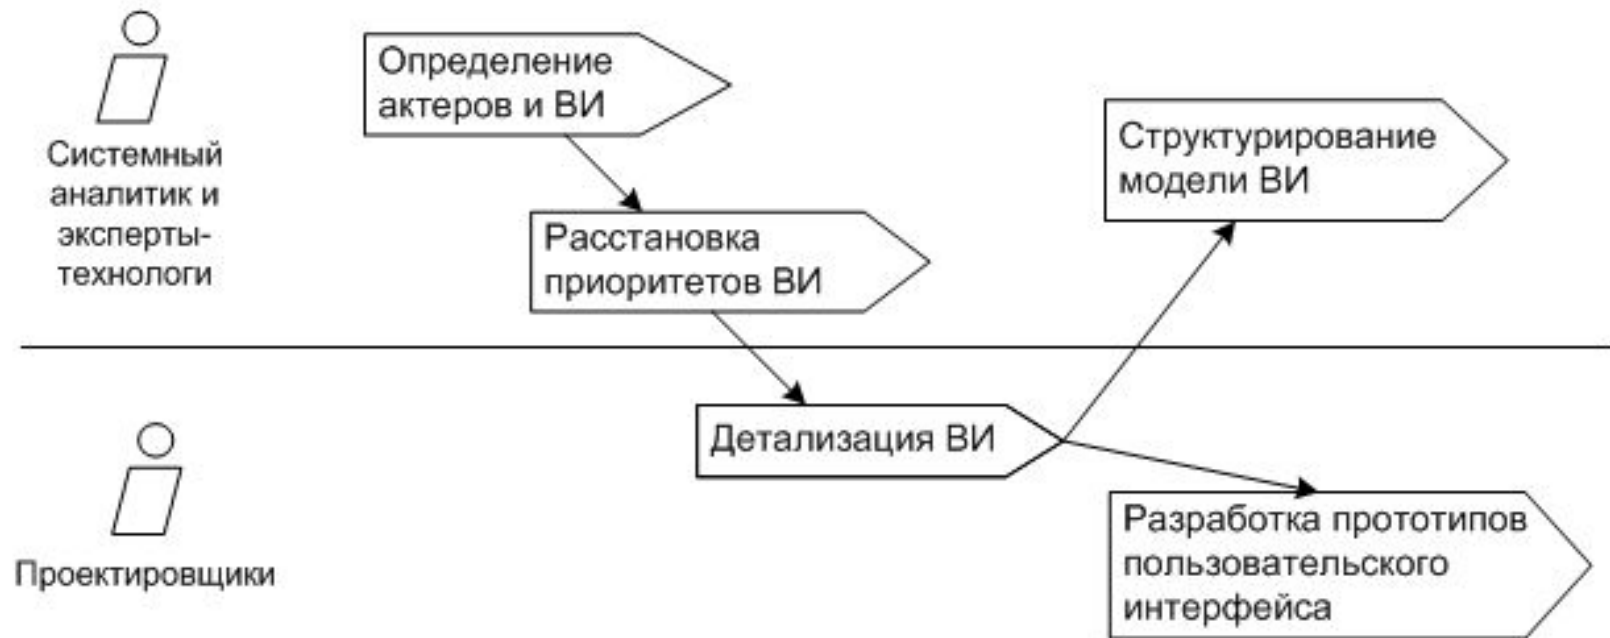 Системный
аналитик и
эксперты-
технологи
Определение
актеров и ВИ
Расстановка
приоритетов ВИ
Структурирование
модели ВИ
Проектировщики
Детализация ВИ
Разработка прототипов
пользовательского
интерфейса